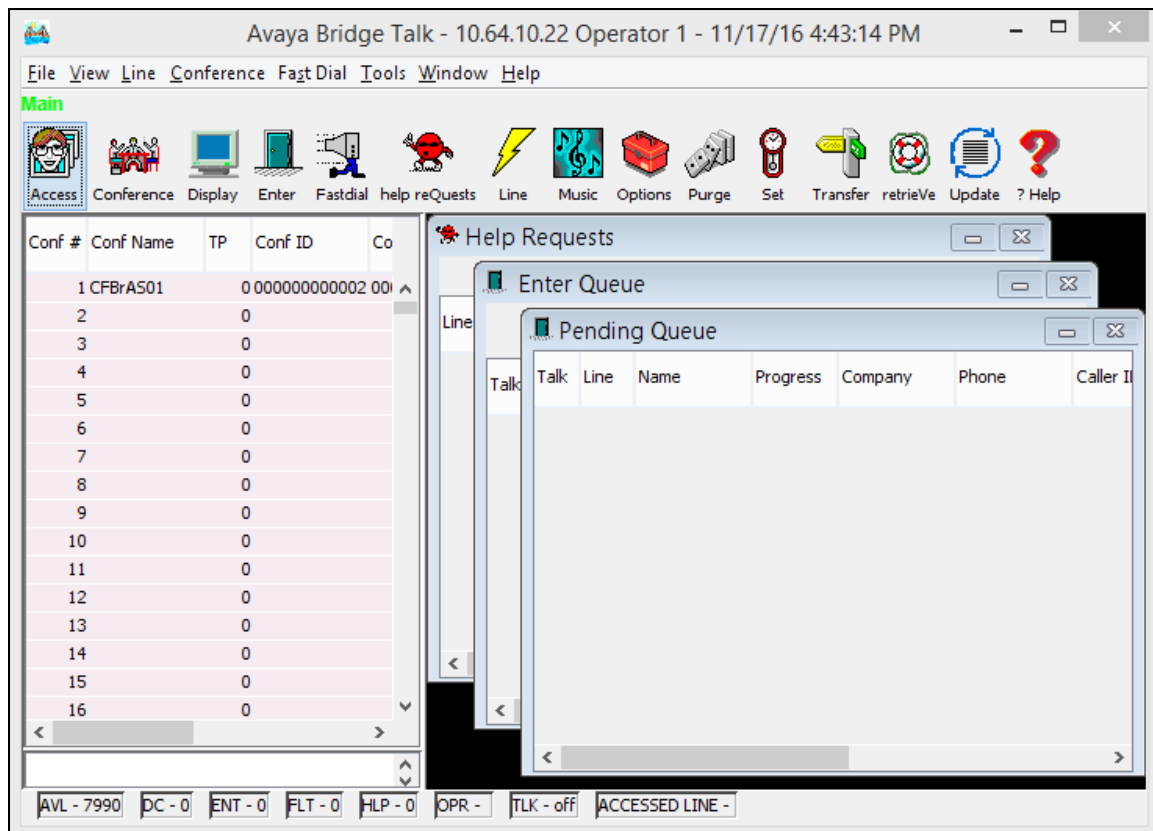 Avaya Bridge Talk - 10.64.10.22 Operator 1 - 11/17/16 4:43:14 PM
File View Line Conference Fast Dial Tools Window Help
Main
Access Conference Display Enter Fastdial help reQuests Line Music Options Purge Set Transfer retrieVe Update ? Help
Conf # Conf Name TP Conf ID Co
1 CFBrAS01 0 000000000002 00
2 0
3 0
4 0
5 0
6 0
7 0
8 0
9 0
10 0
11 0
12 0
13 0
14 0
15 0
16 0
Help Requests
Line
Enter Queue
Talk
Pending Queue
Talk Line Name Progress Company Phone Caller I
AVL - 7990 DC - 0 ENT - 0 FLT - 0 HLP - 0 OPR - TLK - off ACCESSED LINE -